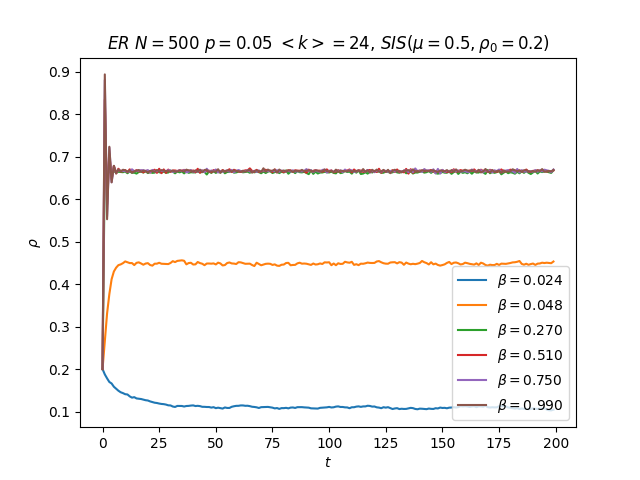 ER N = 500 p = 0.05 < k > = 24, SIS(μ = 0.5, ρ₀ = 0.2)
0.9
0.8
0.7
0.6
0.5
0.4
0.3
0.2
0.1
ρ
β = 0.024
β = 0.048
β = 0.270
β = 0.510
β = 0.750
β = 0.990
0 25 50 75 100 125 150 175 200
t